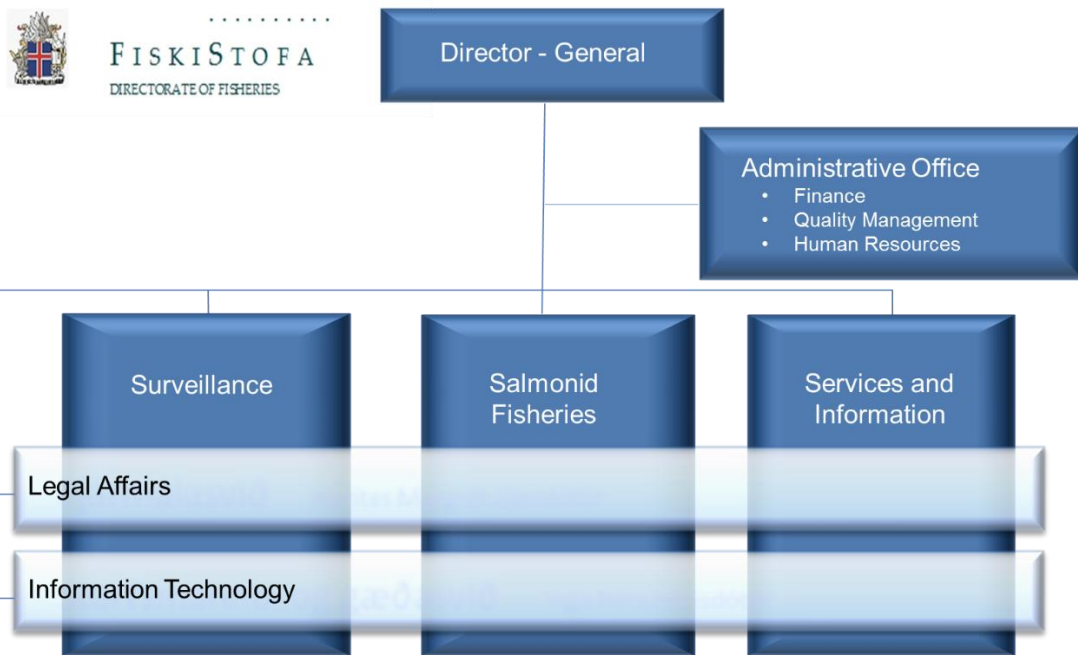 FISKISTOFA
DIRECTORATE OF FISHERIES
Director - General
Administrative Office
• Finance
• Quality Management
• Human Resources
Surveillance
Salmonid
Fisheries
Services and
Information
Legal Affairs
Information Technology